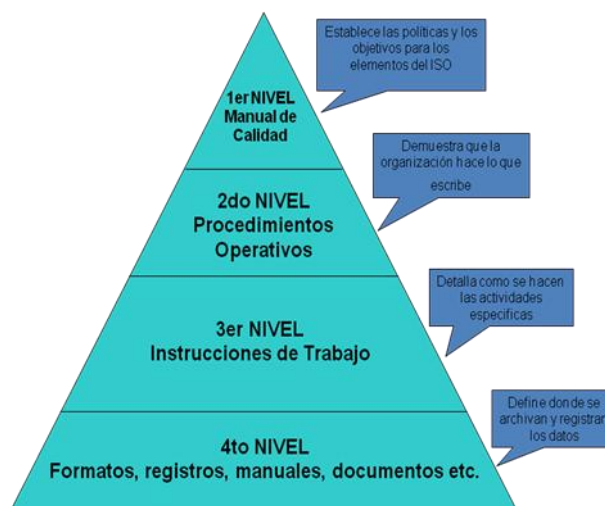 Establece las políticas y los
objetivos para los
elementos del ISO
1er NIVEL
Manual de
Calidad
Demuestra que la
organización hace lo que
escribe
2do NIVEL
Procedimientos
Operativos
Detalla como se hacen
las actividades
especificas
3er NIVEL
Instrucciones de Trabajo
Define donde se
archivan y registran
los datos
4to NIVEL
Formatos, registros, manuales, documentos etc.